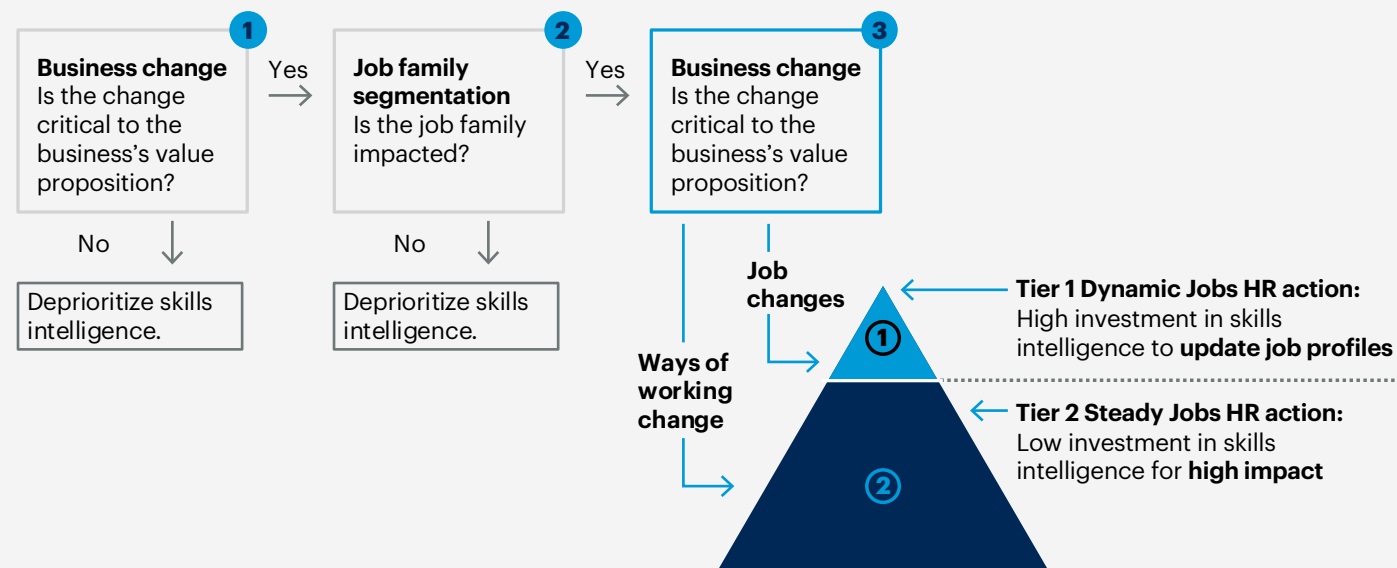 1
Business change
Is the change
critical to the
business's value
proposition?
Yes
No
Deprioritize skills
intelligence.
2
Job family
segmentation
Is the job family
impacted?
Yes
No
Deprioritize skills
intelligence.
3
Business change
Is the change
critical to the
business's value
proposition?
Job
changes
Ways of
working
change
1
2
Tier 1 Dynamic Jobs HR action:
High investment in skills
intelligence to update job profiles
Tier 2 Steady Jobs HR action:
Low investment in skills
intelligence for high impact